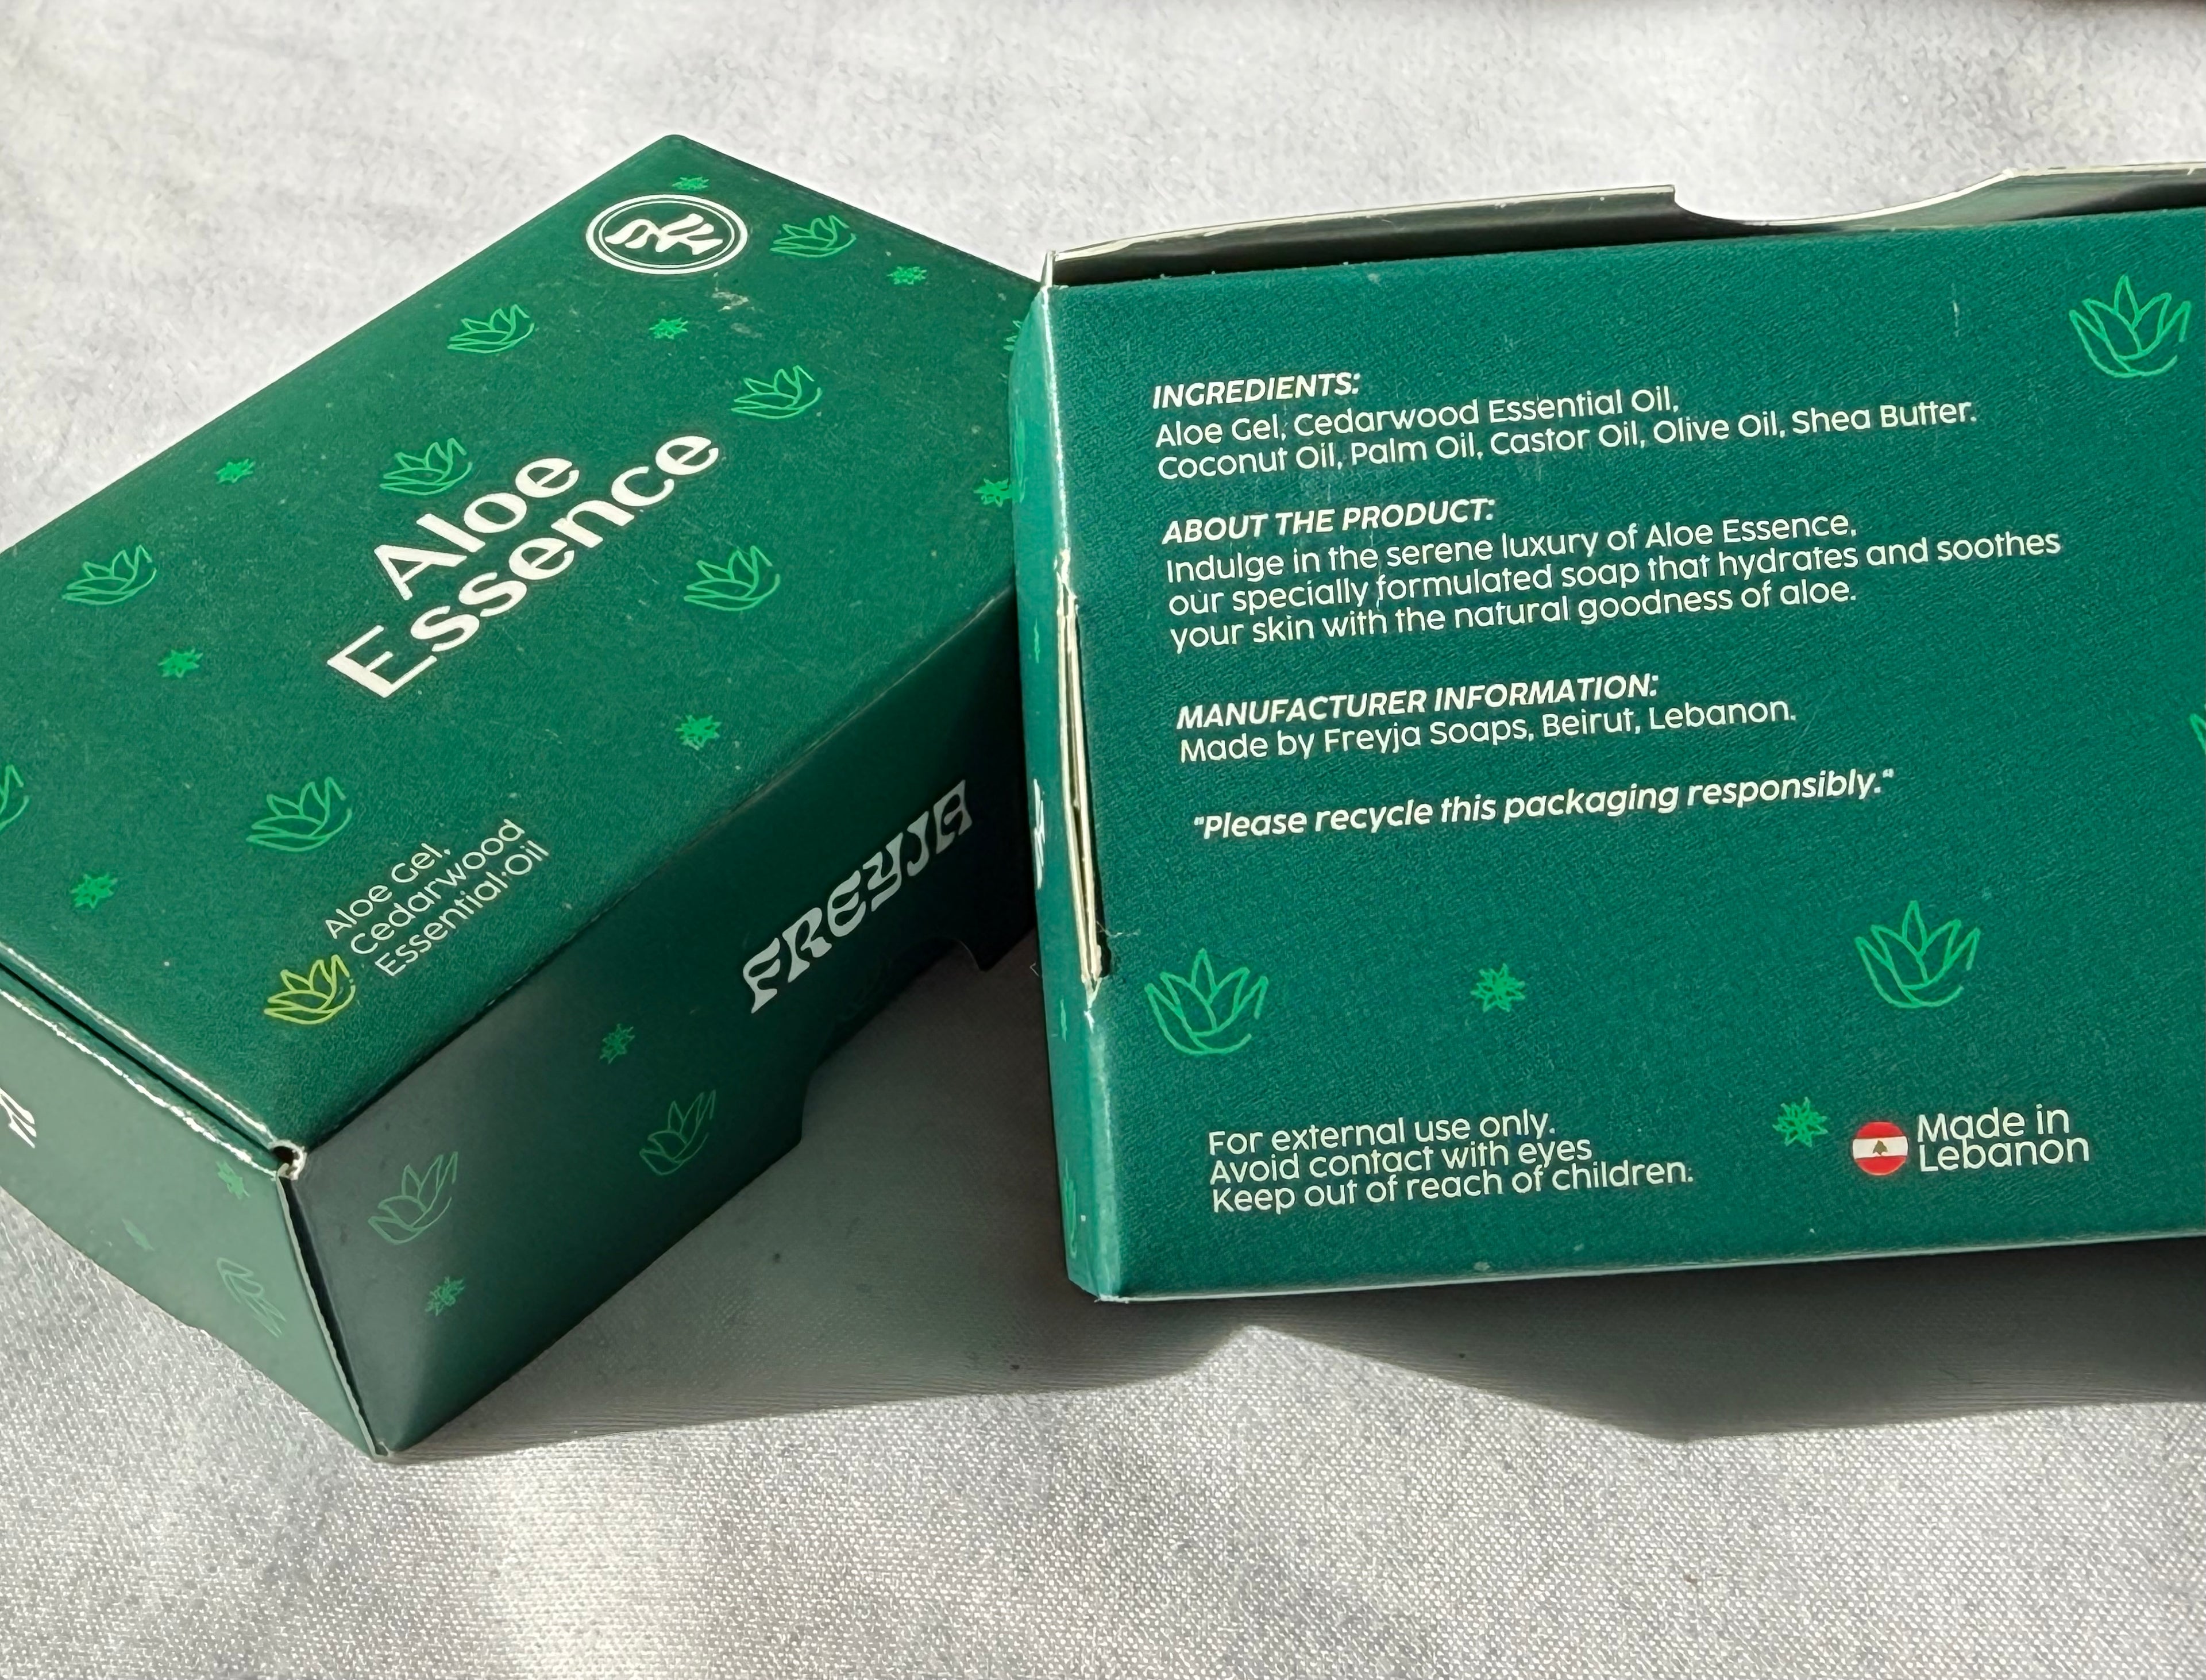 Aloe
Essence
Aloe Gel,
Cedarwood
Essential Oil
FREYJA
INGREDIENTS:
Aloe Gel, Cedarwood Essential Oil,
Coconut Oil, Palm Oil, Castor Oil, Olive Oil, Shea Butter.
ABOUT THE PRODUCT:
Indulge in the serene luxury of Aloe Essence,
our specially formulated soap that hydrates and soothes
your skin with the natural goodness of aloe.
MANUFACTURER INFORMATION:
Made by Freyja Soaps, Beirut, Lebanon.
"Please recycle this packaging responsibly."
For external use only.
Avoid contact with eyes
Keep out of reach of children.
Made in
Lebanon